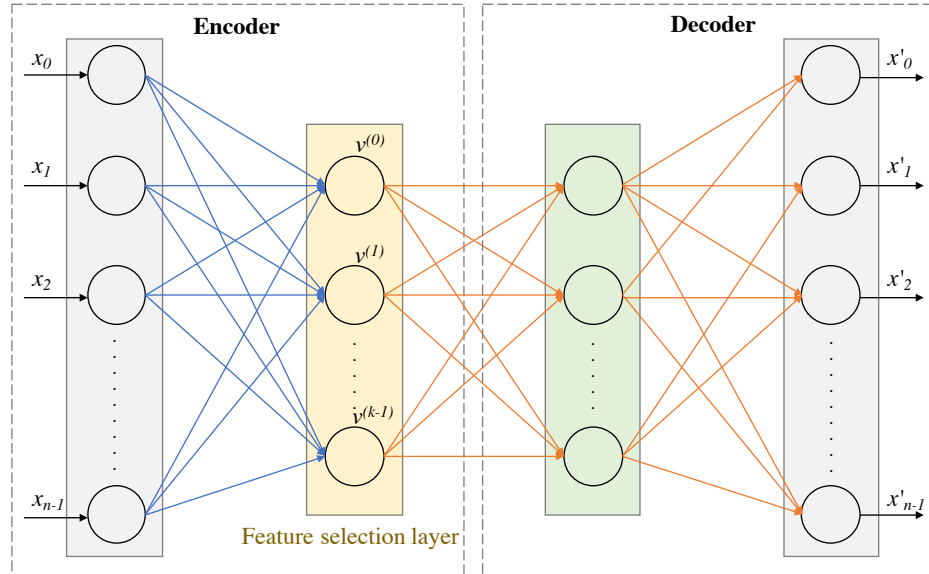 Encoder
Decoder
x0
x1
x2
xn-1
v(0)
v(1)
v(k-1)
Feature selection layer
x'0
x'1
x'2
x'n-1